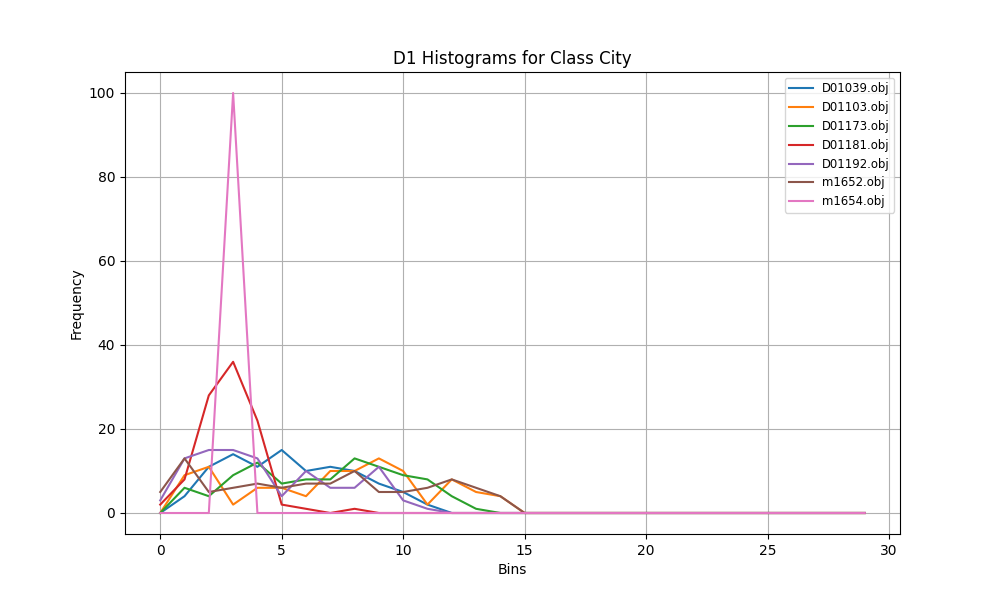 D1 Histograms for Class City
Frequency
100
80
60
40
20
0
0 5 10 15 20 25 30
Bins
D01039.obj
D01103.obj
D01173.obj
D01181.obj
D01192.obj
m1652.obj
m1654.obj